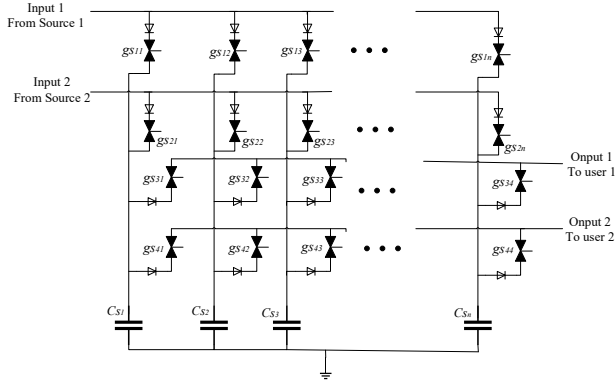 Input 1
From Source 1
gs11
gs12
gs13
gs1n
Input 2
From Source 2
gs21
gs22
gs23
gs2n
Onput 1
To user 1
gs31
gs32
gs33
gs34
Onput 2
To user 2
gs41
gs42
gs43
gs44
Cs1
Cs2
Cs3
Csn